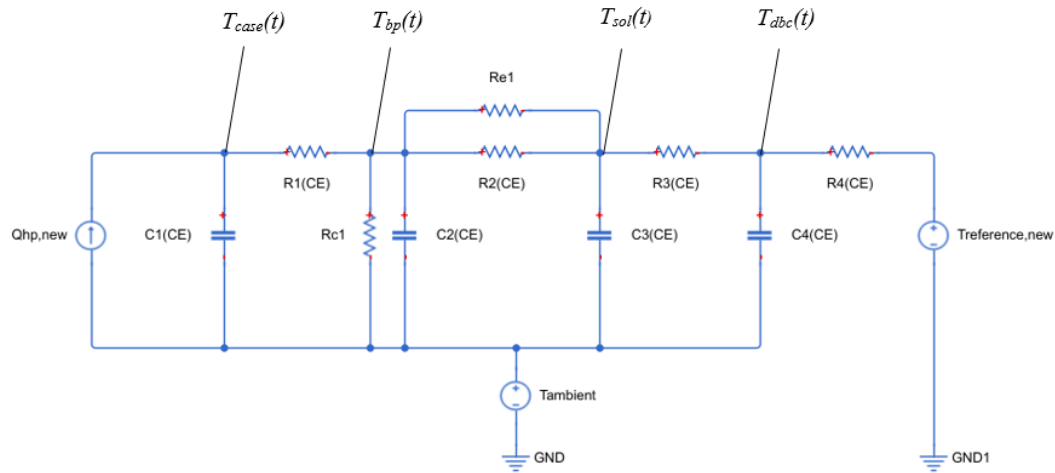 Tcase(t)
Tbp(t)
Tsol(t)
Tdbc(t)
Re1
R1(CE)
R2(CE)
R3(CE)
R4(CE)
Qhp,new
C1(CE)
Rc1
C2(CE)
C3(CE)
C4(CE)
Treference,new
Tambient
GND
GND1